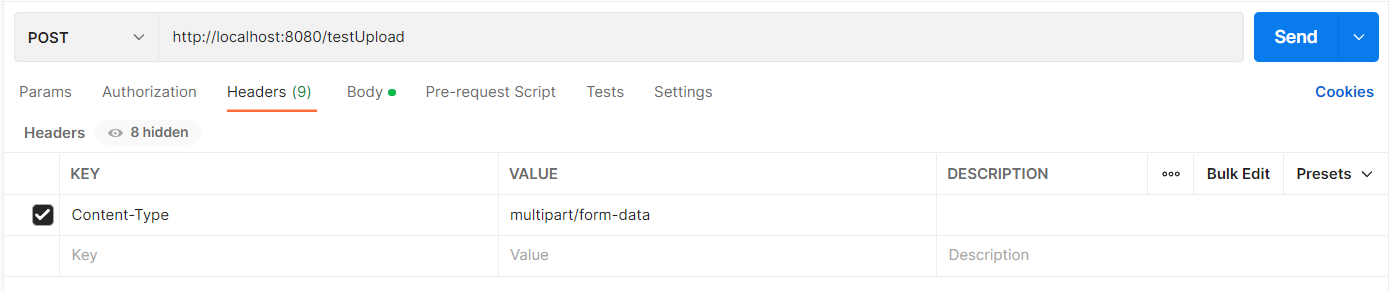 POST http://localhost:8080/testUpload Send
Params Authorization Headers (9) Body Pre-request Script Tests Settings Cookies
Headers 8 hidden
KEY VALUE DESCRIPTION Bulk Edit Presets
Content-Type multipart/form-data
Key Value Description